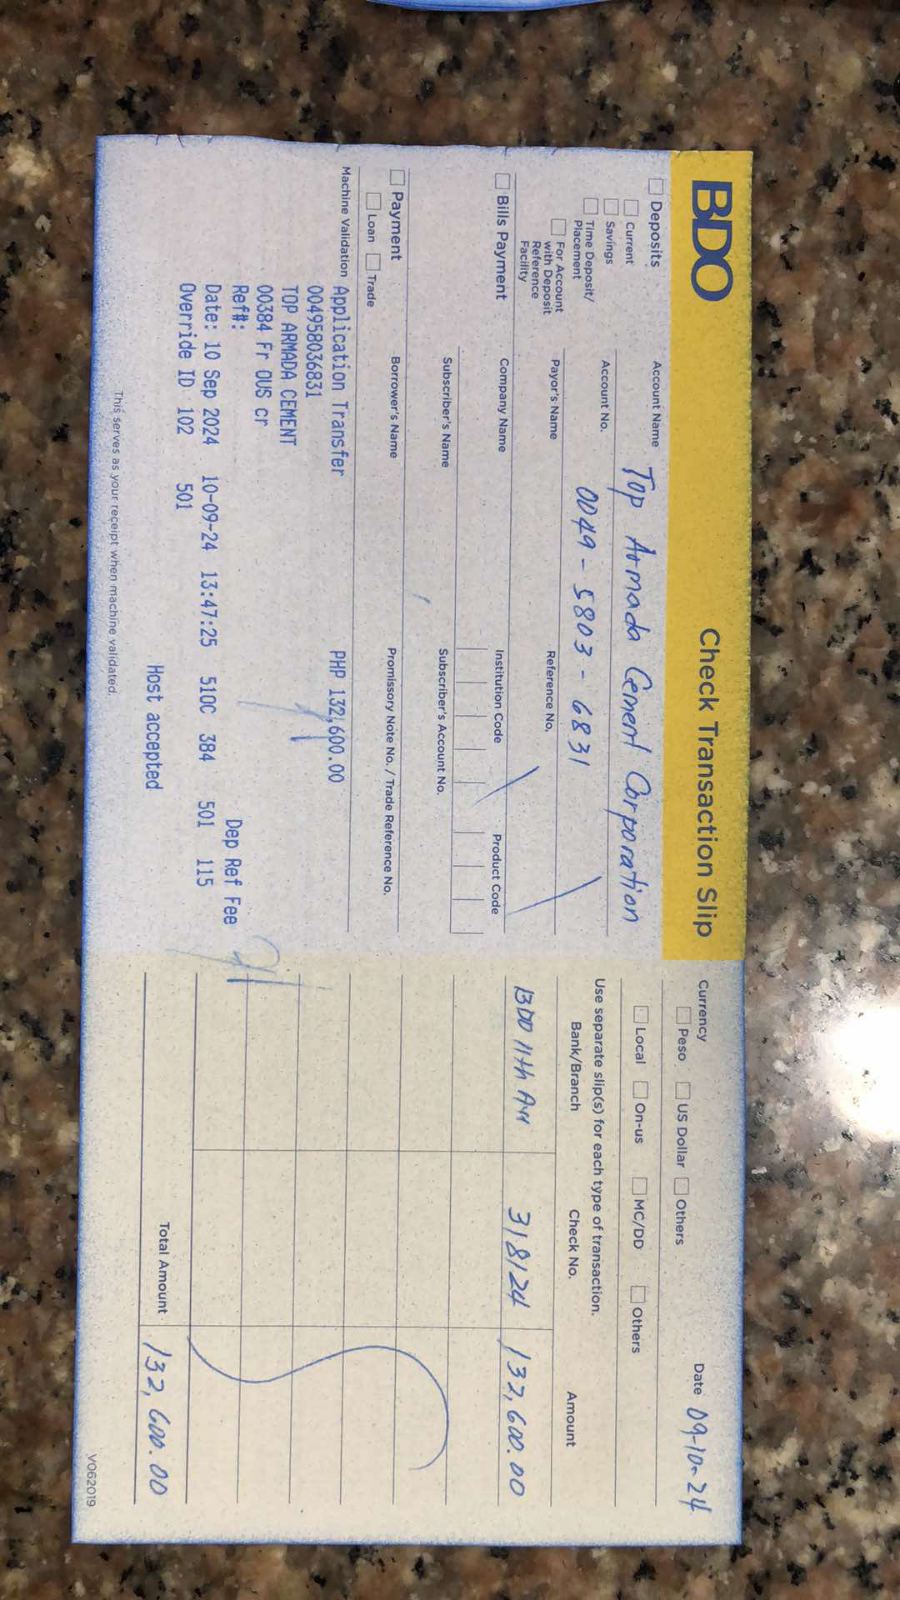 BDO
Check Transaction Slip
Currency
Peso
US Dollar
Others
Date 09-10-24
Deposits
Current
Savings
Time Deposit/
Placement
For Account
with Deposit
Reference
Facility
Account Name Top Armada Cement Corporation
Account No. 0049-5803-6831
Payor's Name
Reference No.
Local
On-us
MC/DD
Others
Use separate slip(s) for each type of transaction.
Bank/Branch
Check No.
Amount
Bills Payment
Company Name
Institution Code
Product Code
BDO 11th Ave
318124
132,600.00
Subscriber's Name
Subscriber's Account No.
Payment
Loan
Trade
Borrower's Name
Promissory Note No. / Trade Reference No.
Machine Validation
Application Transfer PHP 132,600.00
004958036831
TOP ARMADA CEMENT
00384 Fr OUS cr
Ref#: Dep Ref Fee
Date: 10 Sep 2024 10-09-24 13:47:25 510C 384 501 115
Override ID 102 501
Host accepted
Total Amount 132,600.00
This serves as your receipt when machine validated.
V062019